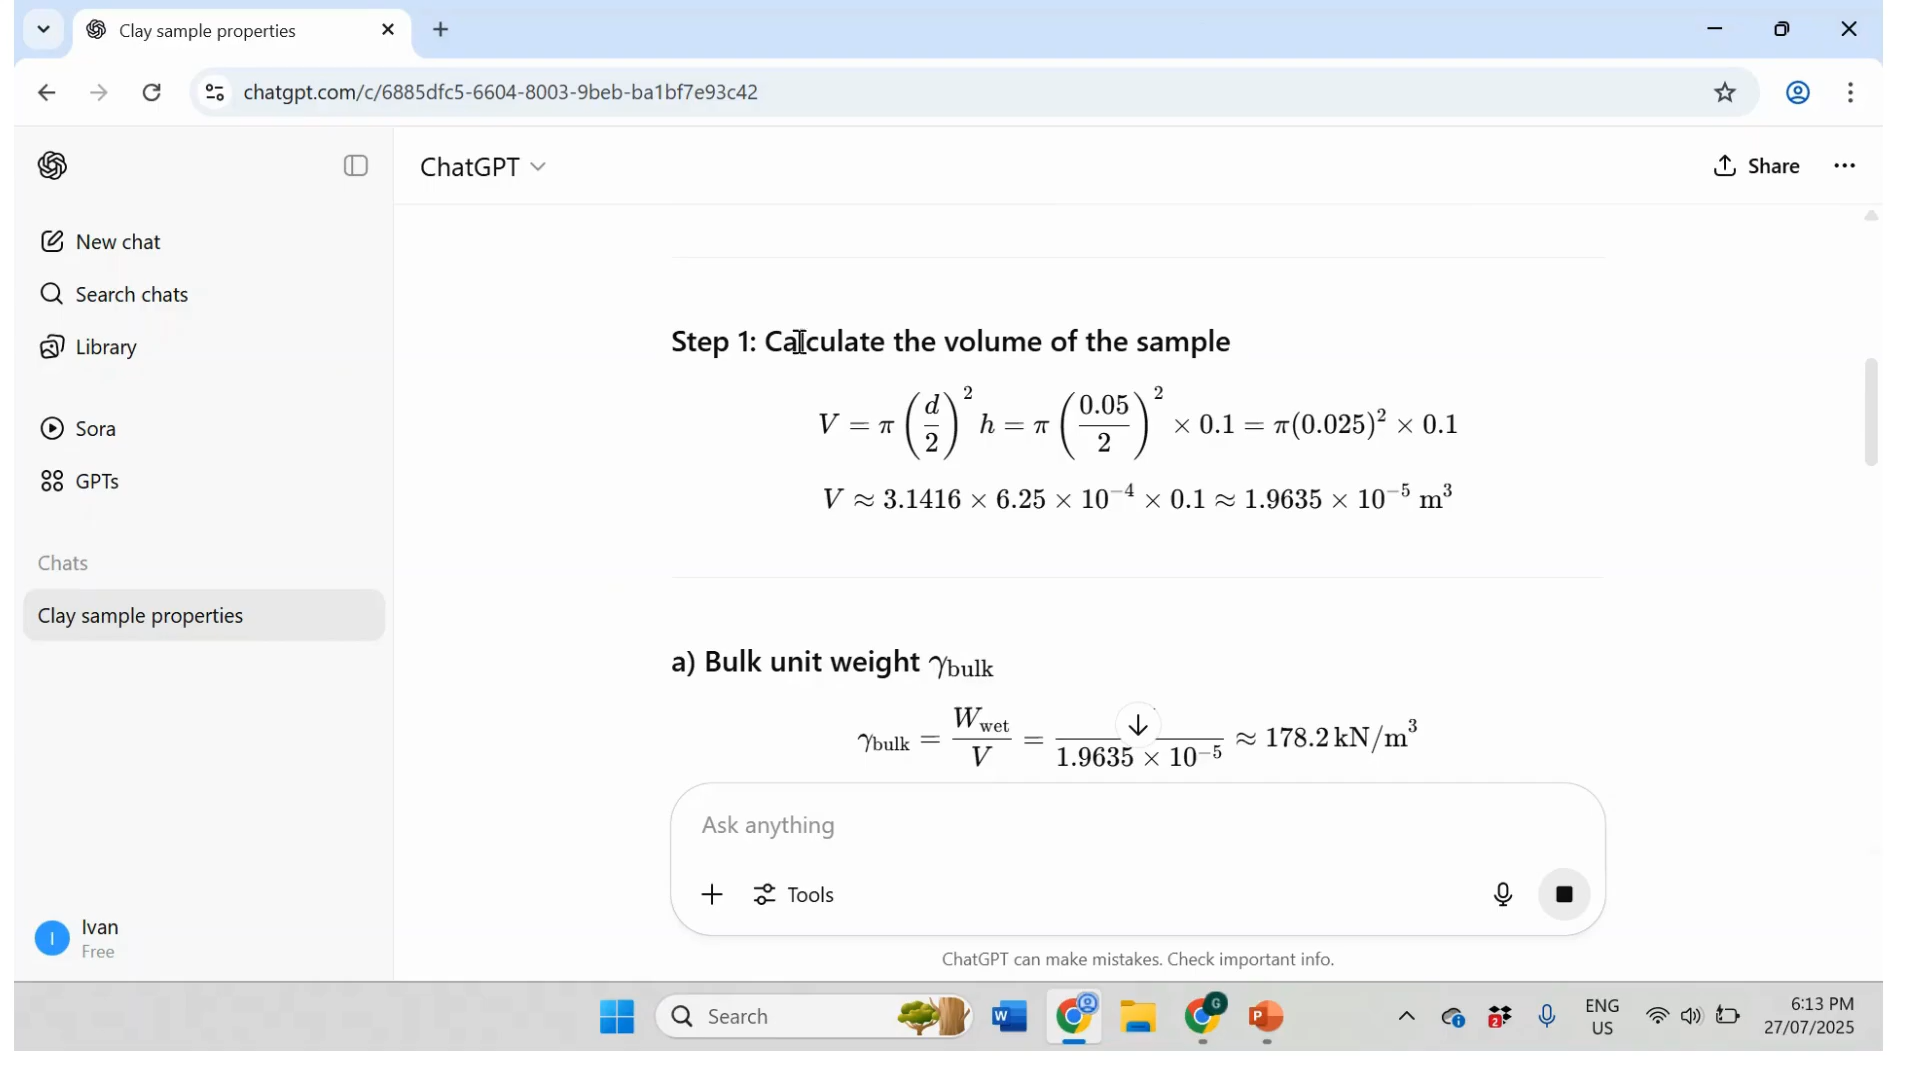 Clay sample properties
chatgpt.com/c/6885dfc5-6604-8003-9beb-ba1bf7e93c42
ChatGPT
Share
New chat
Search chats
Library
Sora
GPTs
Chats
Clay sample properties
Ivan
I
Free
Step 1: Calculate the volume of the sample
V = π (d/2)² h = π (0.05/2)² × 0.1 = π(0.025)² × 0.1
V ≈ 3.1416 × 6.25 × 10⁻⁴ × 0.1 ≈ 1.9635 × 10⁻⁵ m³
a) Bulk unit weight γbulk
γbulk = Wwet/V = /1.9635 × 10⁻⁵ ≈ 178.2 kN/m³
Ask anything
Tools
ChatGPT can make mistakes. Check important info.
Search
W
G
P
2
ENG
US
6:13 PM
27/07/2025